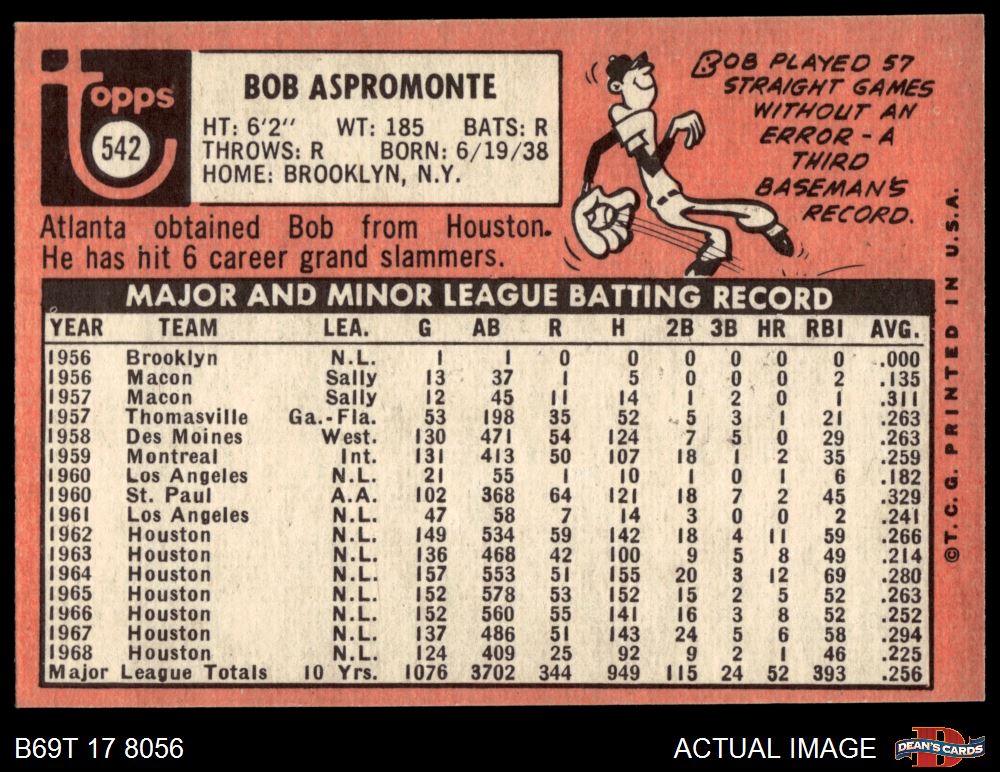 Topps
542
BOB ASPROMONTE
HT: 6'2" WT: 185 BATS: R
THROWS: R BORN: 6/19/38
HOME: BROOKLYN, N.Y.
BOB PLAYED 57
STRAIGHT GAMES
WITHOUT AN
ERROR - A
THIRD
BASEMAN'S
RECORD.
Atlanta obtained Bob from Houston.
He has hit 6 career grand slammers.
MAJOR AND MINOR LEAGUE BATTING RECORD
YEAR TEAM LEA. G AB R H 2B 3B HR RBI AVG.
1956 Brooklyn N.L. 1 1 0 0 0 0 0 0 .000
1956 Macon Sally 13 37 1 5 0 0 0 2 .135
1957 Macon Sally 12 45 11 14 1 2 0 1 .311
1957 Thomasville Ga.-Fla. 53 198 35 52 5 3 1 21 .263
1958 Des Moines West. 130 471 54 124 7 5 0 29 .263
1959 Montreal Int. 131 413 50 107 18 1 2 35 .259
1960 Los Angeles N.L. 21 55 1 10 1 0 1 6 .182
1960 St. Paul A.A. 102 368 64 121 18 7 2 45 .329
1961 Los Angeles N.L. 47 58 7 14 3 0 0 2 .241
1962 Houston N.L. 149 534 59 142 18 4 11 59 .266
1963 Houston N.L. 136 468 42 100 9 5 8 49 .214
1964 Houston N.L. 157 553 51 155 20 3 12 69 .280
1965 Houston N.L. 152 578 53 152 15 2 5 52 .263
1966 Houston N.L. 152 560 55 141 16 3 8 52 .252
1967 Houston N.L. 137 486 51 143 24 5 6 58 .294
1968 Houston N.L. 124 409 25 92 9 2 1 46 .225
Major League Totals 10 Yrs. 1076 3702 344 949 115 24 52 393 .256
©T.C.G. PRINTED IN U.S.A.
B69T 17 8056
ACTUAL IMAGE
DEAN'S CARDS